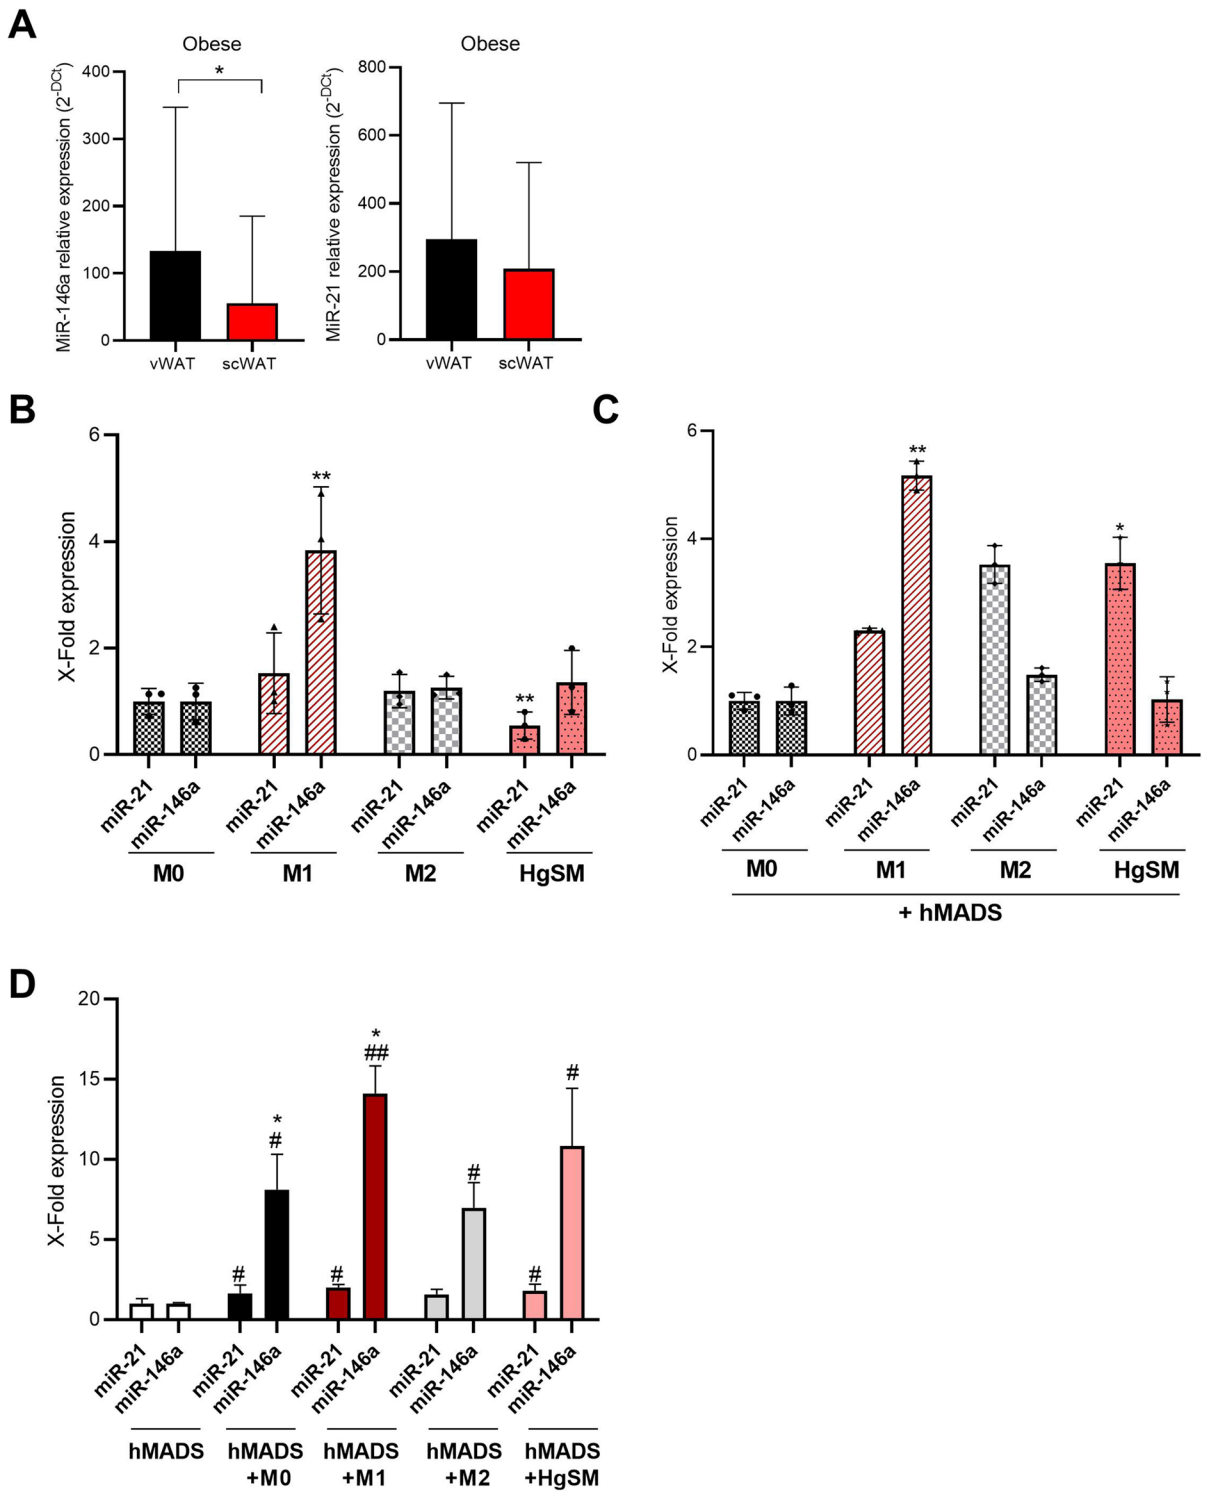 A
Obese
*
MiR-146a relative expression (2-DCt)
400
300
200
100
0
vWAT
scWAT
Obese
MiR-21 relative expression (2-DCt)
800
600
400
200
0
vWAT
scWAT
B
X-Fold expression
6
4
2
0
**
**
miR-21
miR-146a
miR-21
miR-146a
miR-21
miR-146a
miR-21
miR-146a
M0
M1
M2
HgSM
C
X-Fold expression
6
4
2
0
**
*
miR-21
miR-146a
miR-21
miR-146a
miR-21
miR-146a
miR-21
miR-146a
M0
M1
M2
HgSM
+ hMADS
D
X-Fold expression
20
15
10
5
0
#
*
#
#
*
##
#
#
#
miR-21
miR-146a
miR-21
miR-146a
miR-21
miR-146a
miR-21
miR-146a
miR-21
miR-146a
hMADS
hMADS
+M0
hMADS
+M1
hMADS
+M2
hMADS
+HgSM